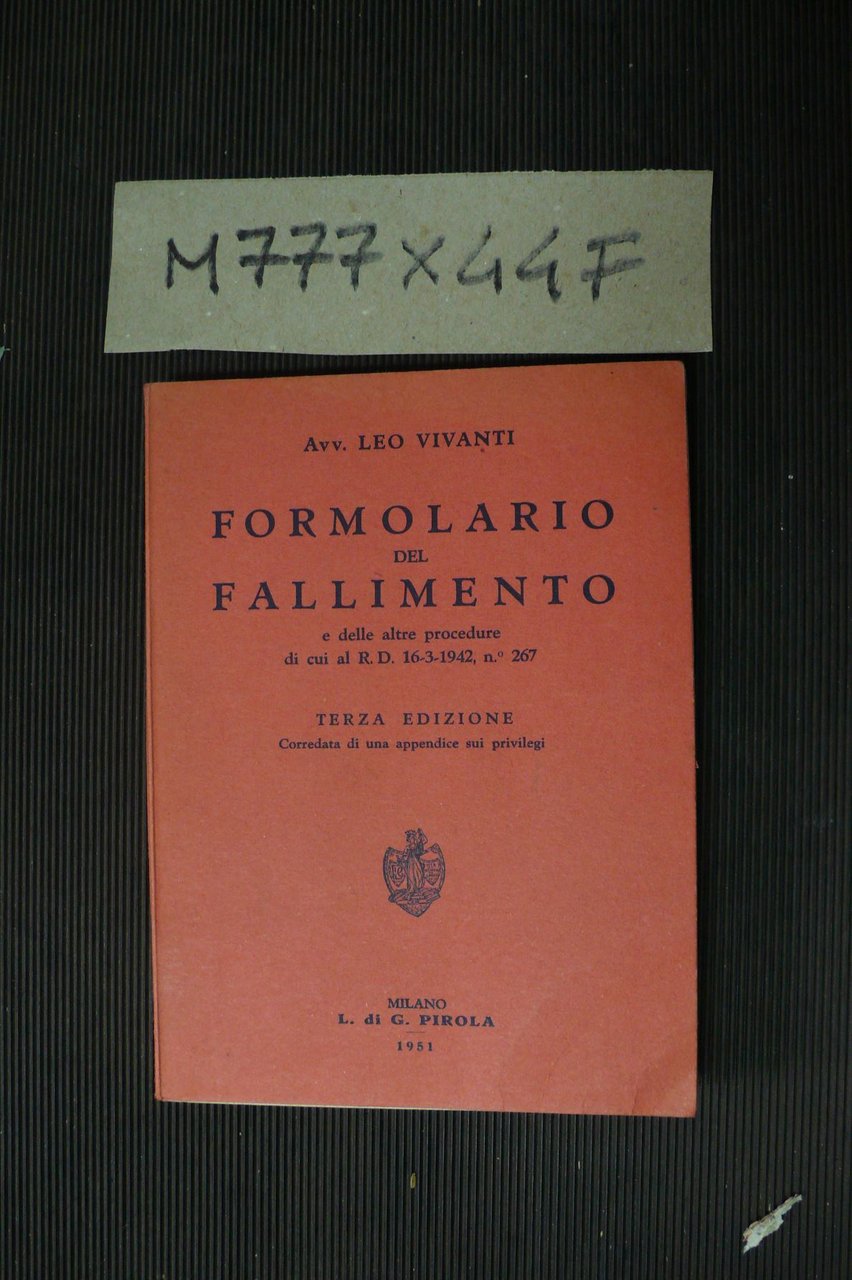 M777X44F
Avv. LEO VIVANTI
FORMOLARIO
DEL
FALLIMENTO
e delle altre procedure
di cui al R. D. 16-3-1942, n.º 267
TERZA EDIZIONE
Corredata di una appendice sui privilegi
MILANO
L. di G. PIROLA
1951